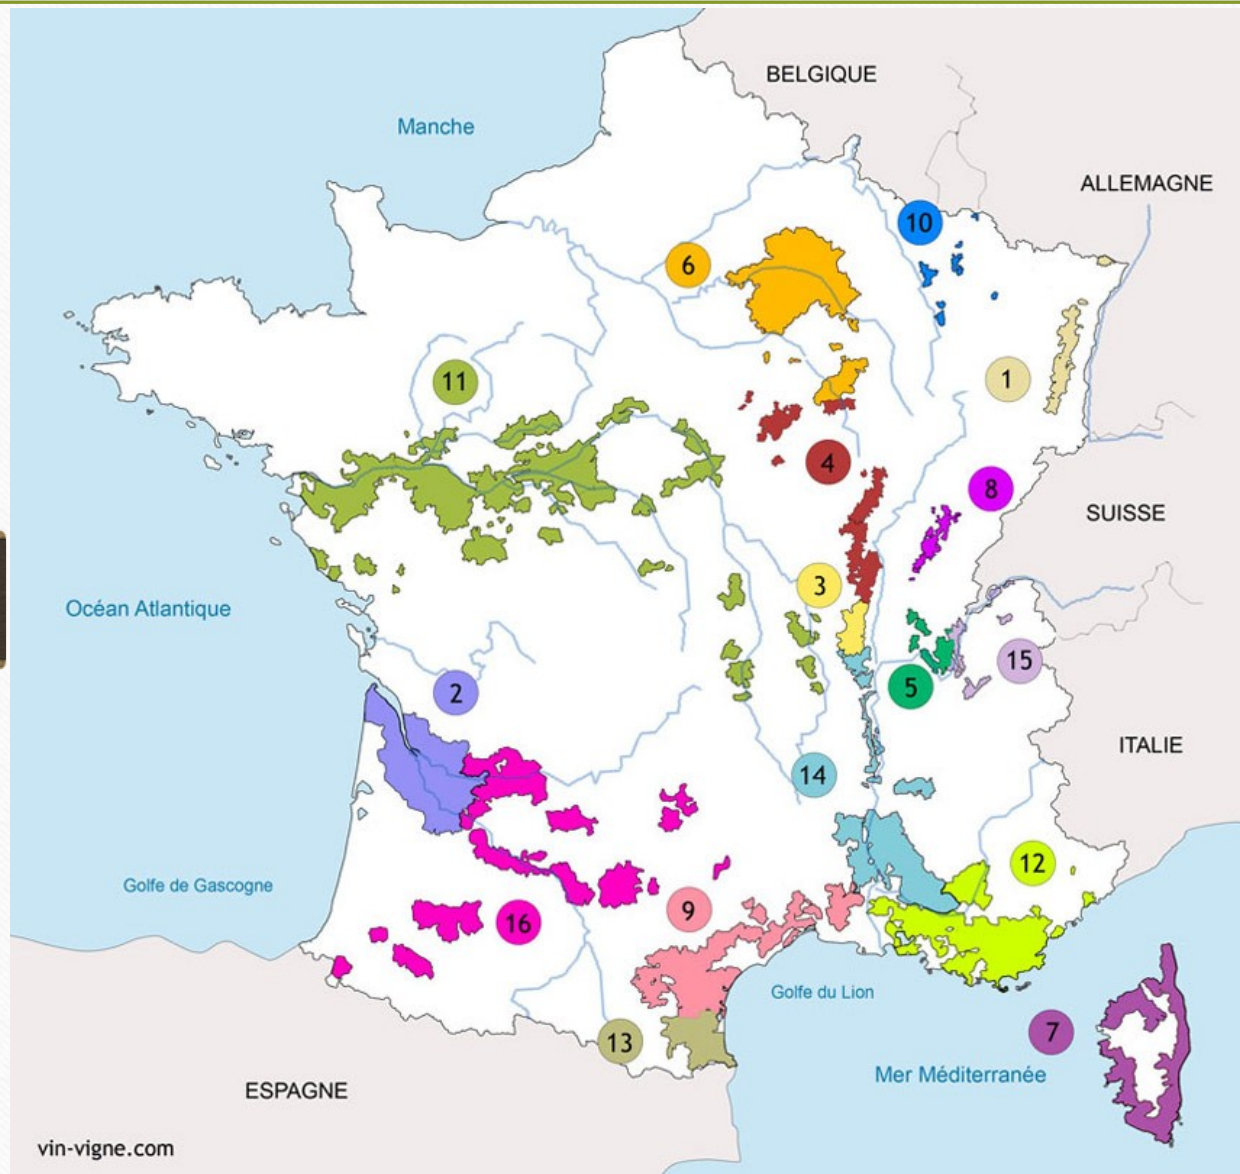 BELGIQUE
Manche
ALLEMAGNE
10
6
1
11
4
8
SUISSE
3
Océan Atlantique
15
5
2
ITALIE
14
12
Golfe de Gascogne
9
16
Golfe du Lion
7
13
Mer Méditerranée
ESPAGNE
vin-vigne.com